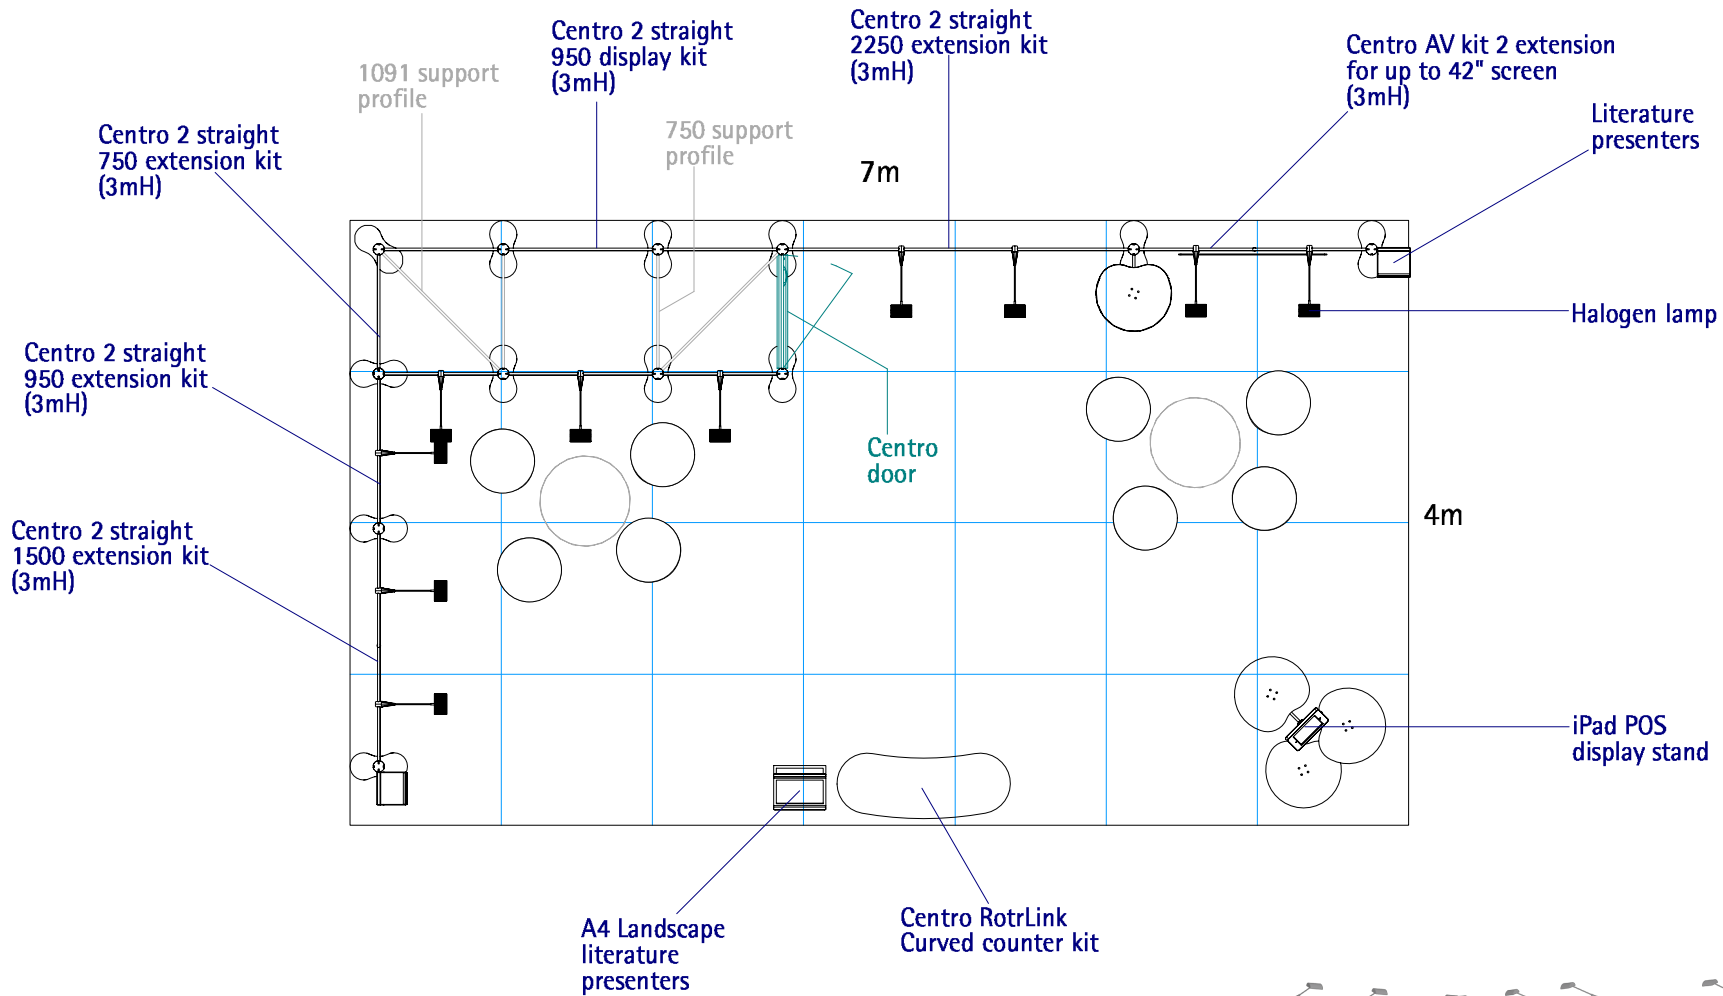 Centro 2 straight
2250 extension kit
(3mH)
Centro 2 straight
950 display kit
(3mH)
Centro AV kit 2 extension
for up to 42" screen
(3mH)
1091 support
profile
Literature
presenters
750 support
profile
Centro 2 straight
750 extension kit
(3mH)
7m
Halogen lamp
Centro 2 straight
950 extension kit
(3mH)
Centro
door
4m
Centro 2 straight
1500 extension kit
(3mH)
iPad POS
display stand
Centro RotrLink
Curved counter kit
A4 Landscape
literature
presenters